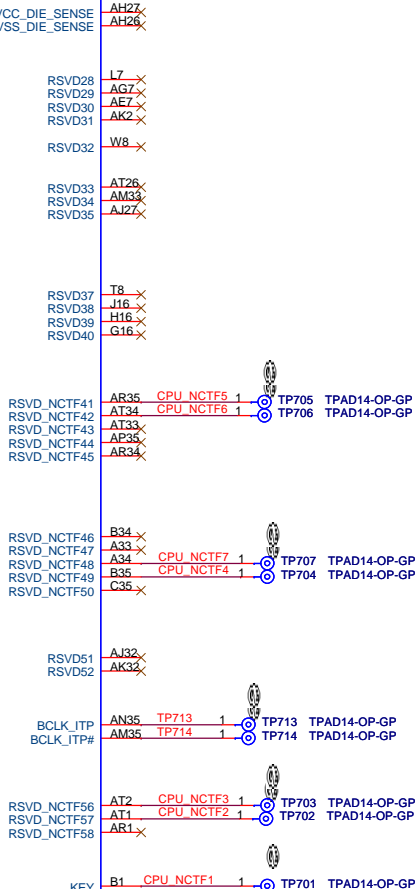 VCC_DIE_SENSE AH27
VSS_DIE_SENSE AH26
RSVD28 L7
RSVD29 AG7
RSVD30 AE7
RSVD31 AK2
RSVD32 W8
RSVD33 AT26
RSVD34 AM33
RSVD35 AJ27
RSVD37 T8
RSVD38 J16
RSVD39 H16
RSVD40 G16
RSVD_NCTF41 AR35 CPU_NCTF5 1 TP705 TPAD14-OP-GP
RSVD_NCTF42 AT34 CPU_NCTF6 1 TP706 TPAD14-OP-GP
RSVD_NCTF43 AT33
RSVD_NCTF44 AP35
RSVD_NCTF45 AR34
RSVD_NCTF46 B34
RSVD_NCTF47 A33
RSVD_NCTF48 A34 CPU_NCTF7 1 TP707 TPAD14-OP-GP
RSVD_NCTF49 B35 CPU_NCTF4 1 TP704 TPAD14-OP-GP
RSVD_NCTF50 C35
RSVD51 AJ32
RSVD52 AK32
BCLK_ITP AN35 TP713 1 TP713 TPAD14-OP-GP
BCLK_ITP# AM35 TP714 1 TP714 TPAD14-OP-GP
RSVD_NCTF56 AT2 CPU_NCTF3 1 TP703 TPAD14-OP-GP
RSVD_NCTF57 AT1 CPU_NCTF2 1 TP702 TPAD14-OP-GP
RSVD_NCTF58 AR1
KEY B1 CPU_NCTF1 1 TP701 TPAD14-OP-GP